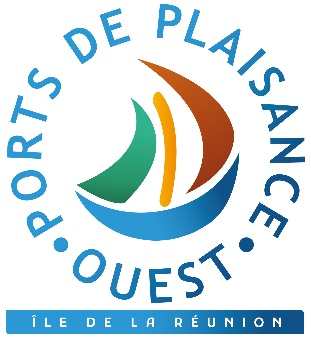 PORTS DE PLAISANCE
• OUEST •
ÎLE DE LA RÉUNION